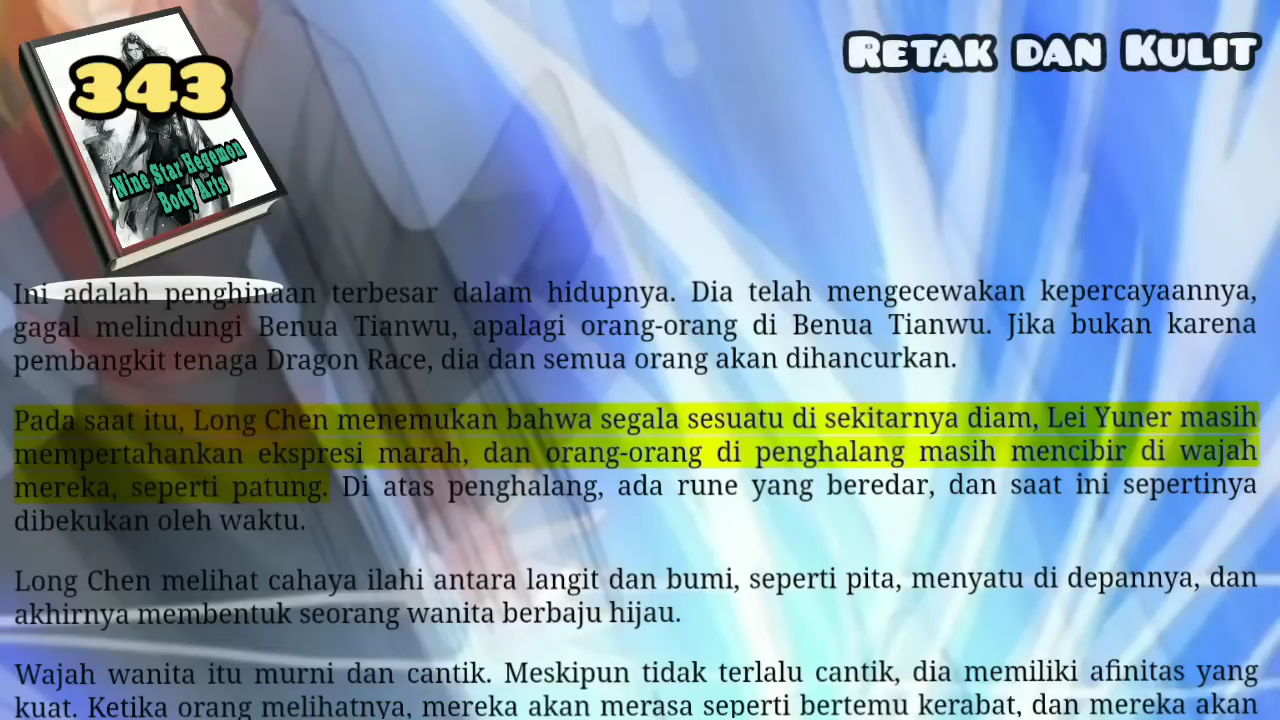 343
Nine Star Hegemon
Body Arts
Retak dan Kulit
Ini adalah penghinaan terbesar dalam hidupnya. Dia telah mengecewakan kepercayaannya,
gagal melindungi Benua Tianwu, apalagi orang-orang di Benua Tianwu. Jika bukan karena
pembangkit tenaga Dragon Race, dia dan semua orang akan dihancurkan.
Pada saat itu, Long Chen menemukan bahwa segala sesuatu di sekitarnya diam, Lei Yuner masih
mempertahankan ekspresi marah, dan orang-orang di penghalang masih mencibir di wajah
mereka, seperti patung. Di atas penghalang, ada rune yang beredar, dan saat ini sepertinya
dibekukan oleh waktu.
Long Chen melihat cahaya ilahi antara langit dan bumi, seperti pita, menyatu di depannya, dan
akhirnya membentuk seorang wanita berbaju hijau.
Wajah wanita itu murni dan cantik. Meskipun tidak terlalu cantik, dia memiliki afinitas yang
kuat. Ketika orang melihatnya, mereka akan merasa seperti bertemu kerabat, dan mereka akan